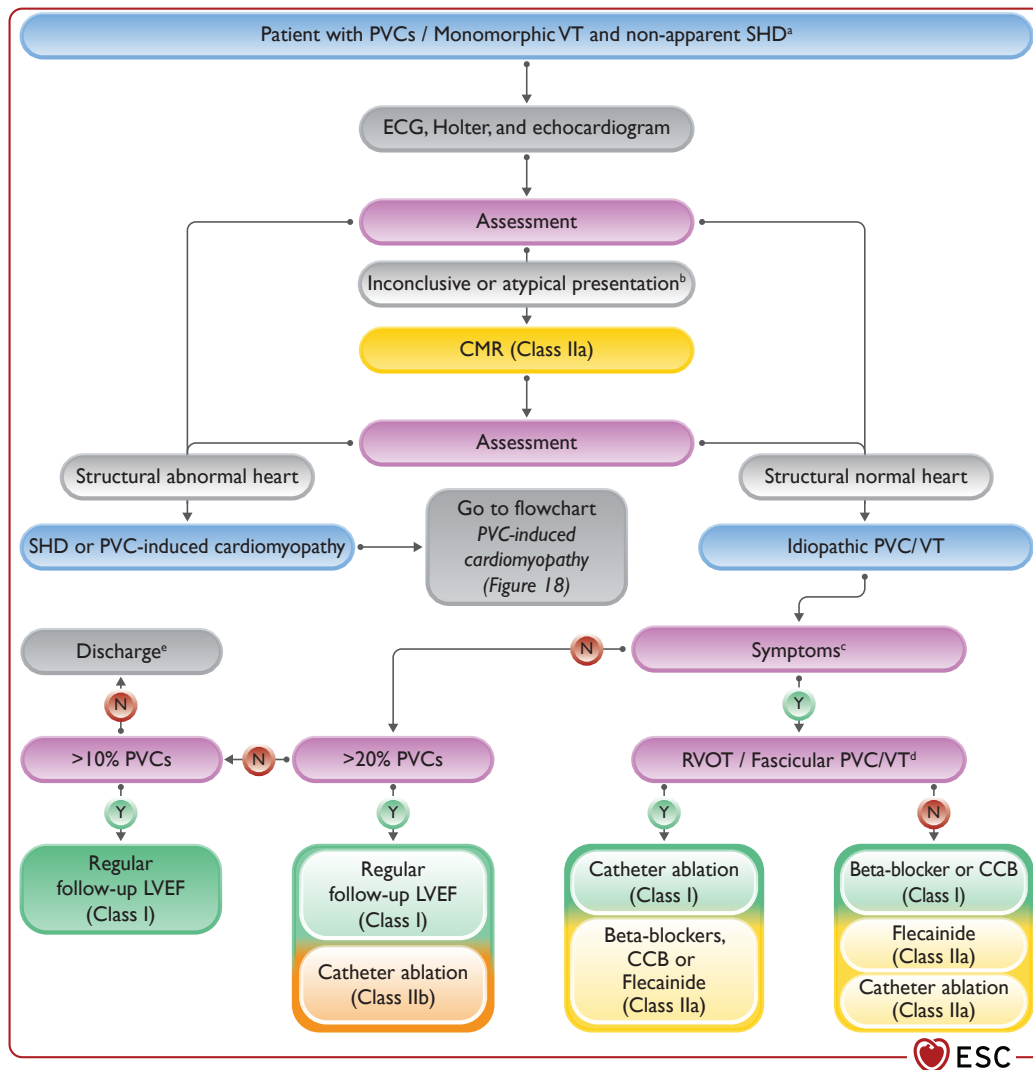 Patient with PVCs / Monomorphic VT and non-apparent SHDᵃ
ECG, Holter, and echocardiogram
Assessment
Inconclusive or atypical presentationᵇ
CMR (Class IIa)
Assessment
Structural abnormal heart
Structural normal heart
SHD or PVC-induced cardiomyopathy
Go to flowchart
PVC-induced
cardiomyopathy
(Figure 18)
Idiopathic PVC/VT
Dischargeᵉ
N
Symptomsᶜ
N
Y
>10% PVCs
N
>20% PVCs
RVOT / Fascicular PVC/VTᵈ
Y
Y
Y
N
Regular
follow-up LVEF
(Class I)
Regular
follow-up LVEF
(Class I)
Catheter ablation
(Class IIb)
Catheter ablation
(Class I)
Beta-blockers,
CCB or
Flecainide
(Class IIa)
Beta-blocker or CCB
(Class I)
Flecainide
(Class IIa)
Catheter ablation
(Class IIa)
ESC